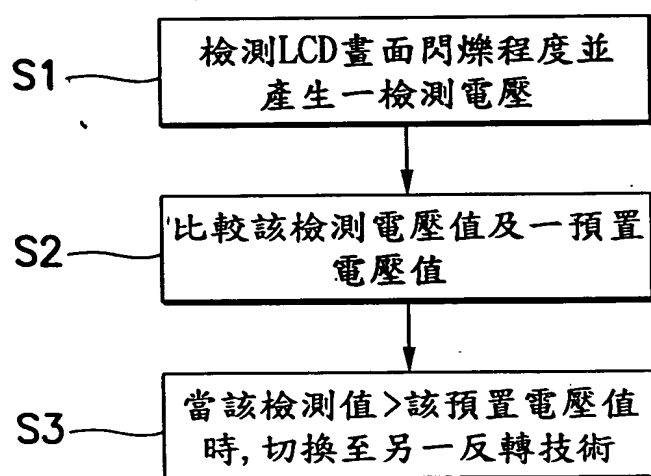 S1
檢測LCD畫面閃爍程度並
產生一檢測電壓
S2
比較該檢測電壓值及一預置
電壓值
S3
當該檢測值>該預置電壓值
時,切換至另一反轉技術